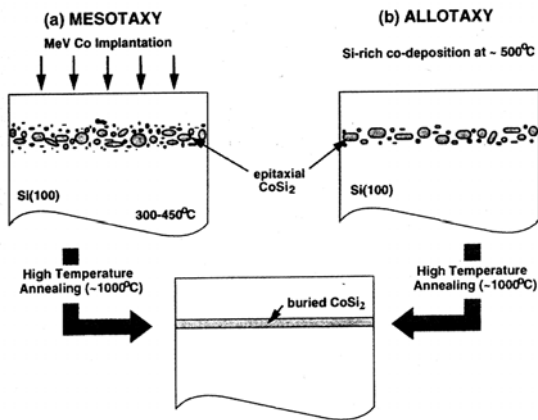 (a) MESOTAXY
MeV Co Implantation
Si(100)
300-450°C
High Temperature
Annealing (~1000°C)
epitaxial
CoSi₂
(b) ALLOTAXY
Si-rich co-deposition at ~ 500°C
Si(100)
High Temperature
Annealing (~1000°C)
buried CoSi₂